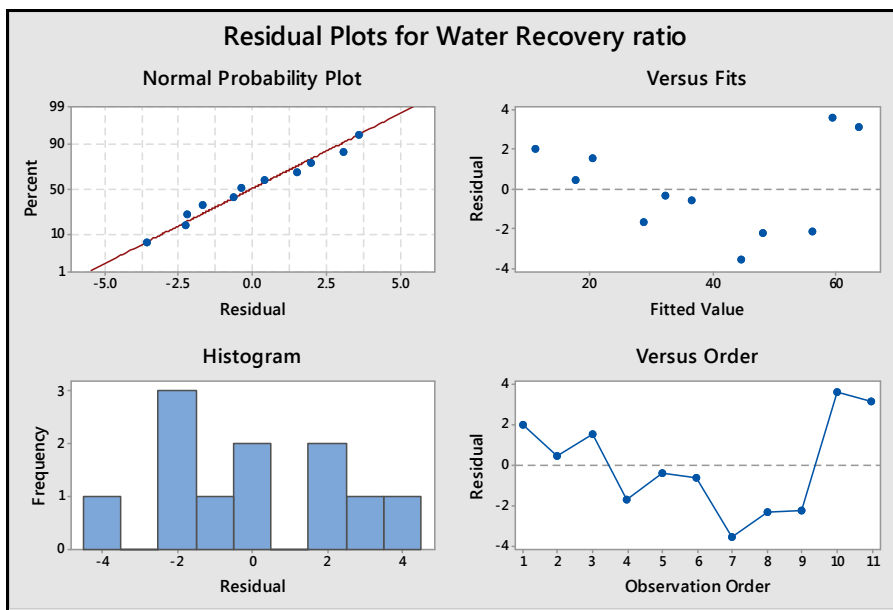 Residual Plots for Water Recovery ratio
Normal Probability Plot
99
90
50
10
1
Percent
-5.0 -2.5 0.0 2.5 5.0
Residual
Versus Fits
4
2
0
-2
-4
Residual
20 40 60
Fitted Value
Histogram
3
2
1
0
Frequency
-4 -2 0 2 4
Residual
Versus Order
4
2
0
-2
-4
Residual
1 2 3 4 5 6 7 8 9 10 11
Observation Order